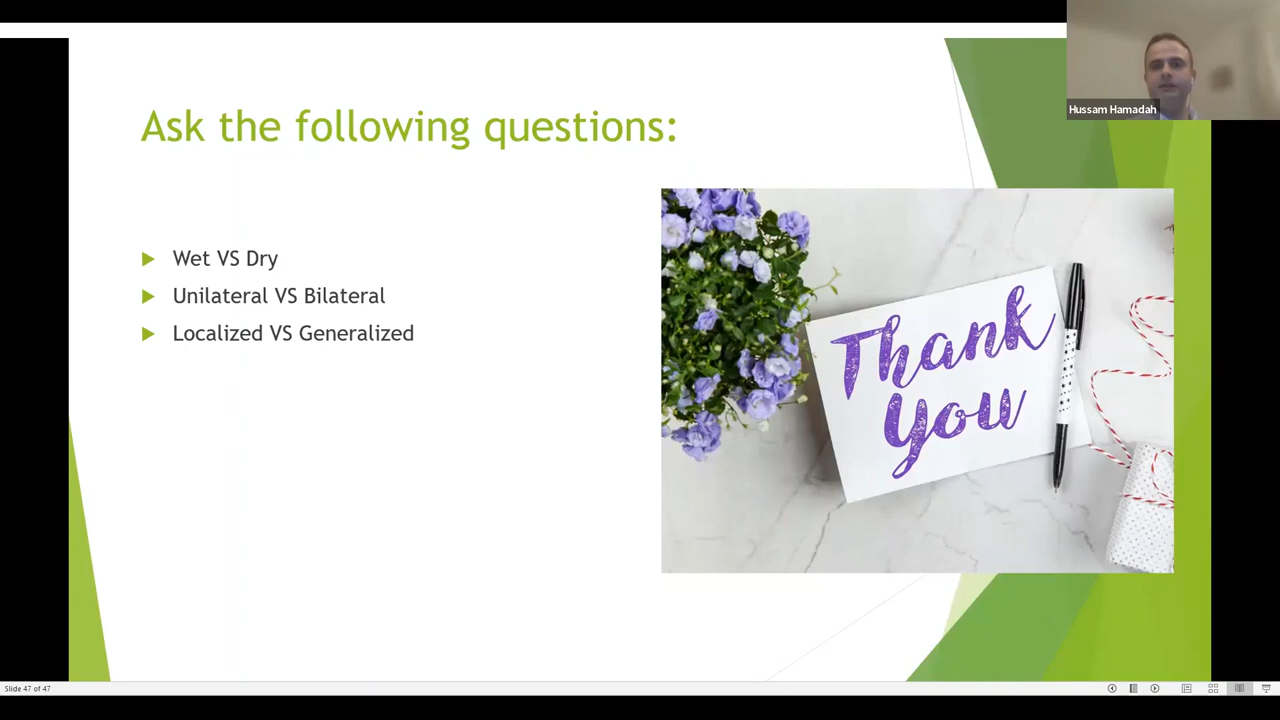 Hussam Hamadah
Ask the following questions:
Wet VS Dry
Unilateral VS Bilateral
Localized VS Generalized
Thank
You
Slide 47 of 47